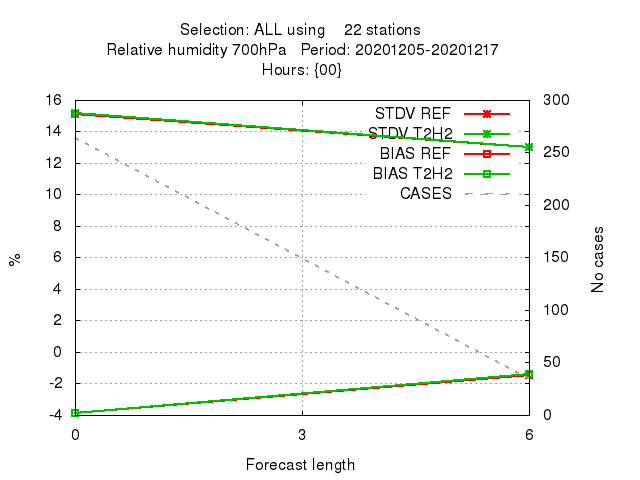 Selection: ALL using 22 stations
Relative humidity 700hPa Period: 20201205-20201217
Hours: {00}
STDV REF
STDV T2H2
BIAS REF
BIAS T2H2
CASES
16
14
12
10
8
6
4
2
0
-2
-4
%
300
250
200
150
100
50
0
No cases
0 3 6
Forecast length